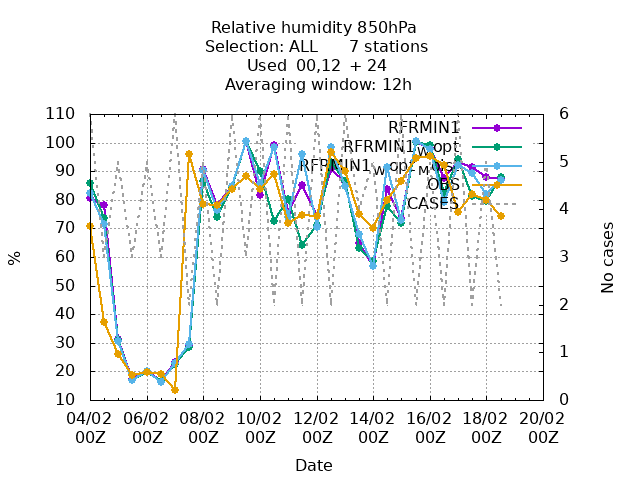 Relative humidity 850hPa
Selection: ALL 7 stations
Used 00,12 + 24
Averaging window: 12h
RFRMIN1
RFRMIN1w opt
OBS
CASES
110
100
90
80
70
60
50
40
30
20
10
%
6
5
4
3
2
1
0
No cases
04/02 06/02 08/02 10/02 12/02 14/02 16/02 18/02 20/02
00Z 00Z 00Z 00Z 00Z 00Z 00Z 00Z 00Z
Date